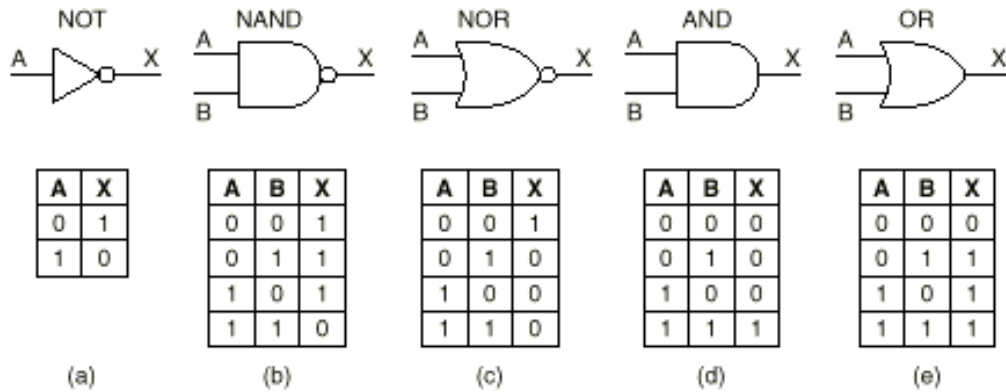 NOT NAND NOR AND OR
A X A X A X A X A X
B B B B
A X A B X A B X A B X A B X
0 1 0 0 1 0 0 1 0 0 0 0 0 0
1 0 0 1 1 0 1 0 0 1 0 0 1 1
1 0 1 1 0 0 1 0 0 1 0 1
1 1 0 1 1 0 1 1 1 1 1 1
(a) (b) (c) (d) (e)